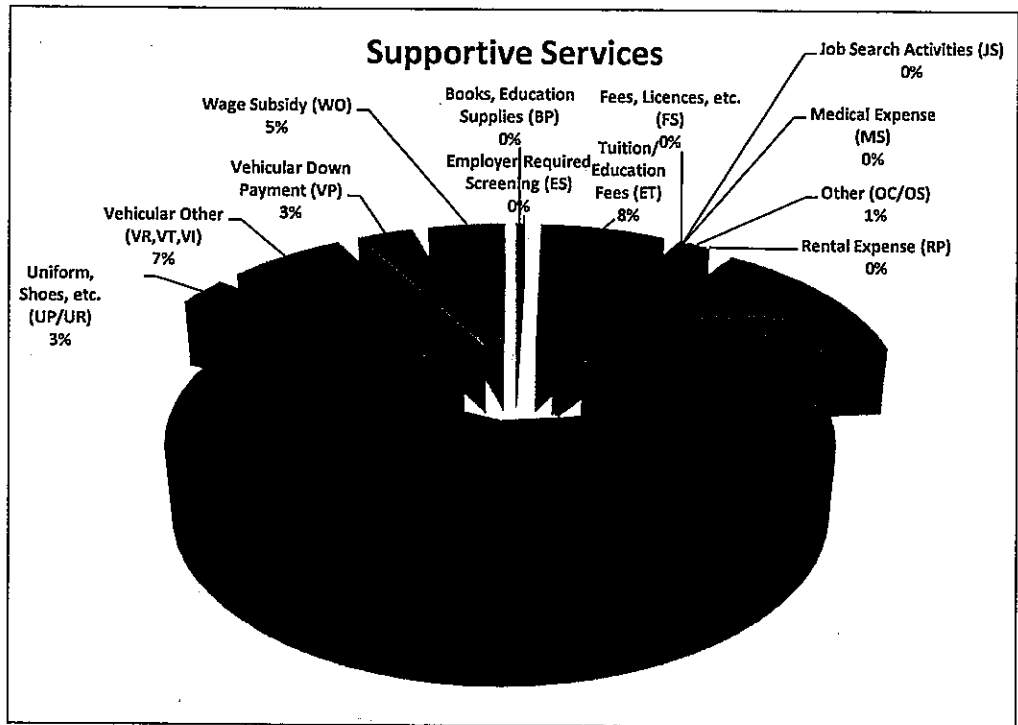 Supportive Services
Job Search Activities (JS)
0%
Medical Expense
(MS)
0%
Other (OC/OS)
1%
Rental Expense (RP)
0%
Fees, Licences, etc.
(FS)
0%
Tuition/
Education
Fees (ET)
8%
Books, Education
Supplies (BP)
0%
Employer Required
Screening (ES)
0%
Wage Subsidy (WO)
5%
Vehicular Down
Payment (VP)
3%
Vehicular Other
(VR,VT,VI)
7%
Uniform,
Shoes, etc.
(UP/UR)
3%